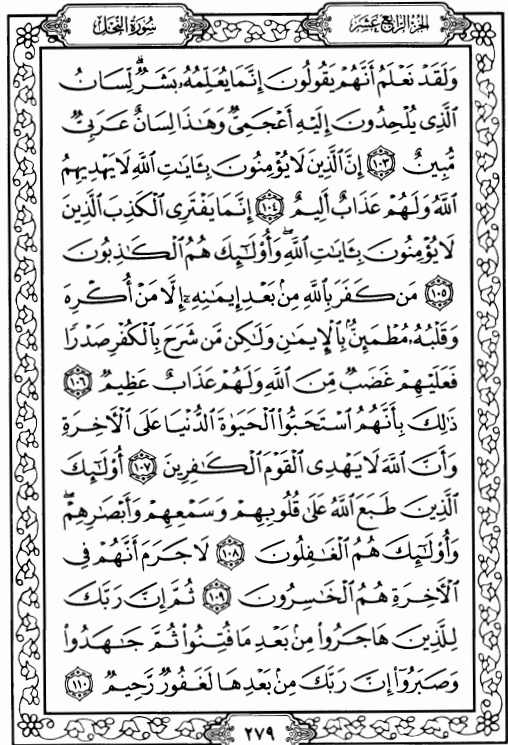 الجزء الرابع عشر
سورة النحل
وَلَقَدْ نَعْلَمُ أَنَّهُمْ يَقُولُونَ إِنَّمَا يُعَلِّمُهُۥ بَشَرٌ ۗ لِّسَانُ
ٱلَّذِى يُلْحِدُونَ إِلَيْهِ أَعْجَمِىٌّ وَهَـٰذَا لِسَانٌ عَرَبِىٌّ
مُّبِينٌ ﴿١٠٣﴾ إِنَّ ٱلَّذِينَ لَا يُؤْمِنُونَ بِـَٔايَـٰتِ ٱللَّهِ لَا يَهْدِيهِمُ
ٱللَّهُ وَلَهُمْ عَذَابٌ أَلِيمٌ ﴿١٠٤﴾ إِنَّمَا يَفْتَرِى ٱلْكَذِبَ ٱلَّذِينَ
لَا يُؤْمِنُونَ بِـَٔايَـٰتِ ٱللَّهِ ۖ وَأُو۟لَـٰٓئِكَ هُمُ ٱلْكَـٰذِبُونَ
﴿١٠٥﴾ مَن كَفَرَ بِٱللَّهِ مِنۢ بَعْدِ إِيمَـٰنِهِۦٓ إِلَّا مَنْ أُكْرِهَ
وَقَلْبُهُۥ مُطْمَئِنٌّۢ بِٱلْإِيمَـٰنِ وَلَـٰكِن مَّن شَرَحَ بِٱلْكُفْرِ صَدْرًا
فَعَلَيْهِمْ غَضَبٌ مِّنَ ٱللَّهِ وَلَهُمْ عَذَابٌ عَظِيمٌ ﴿١٠٦﴾
ذَٰلِكَ بِأَنَّهُمُ ٱسْتَحَبُّوا۟ ٱلْحَيَوٰةَ ٱلدُّنْيَا عَلَى ٱلْـَٔاخِرَةِ
وَأَنَّ ٱللَّهَ لَا يَهْدِى ٱلْقَوْمَ ٱلْكَـٰفِرِينَ ﴿١٠٧﴾ أُو۟لَـٰٓئِكَ
ٱلَّذِينَ طَبَعَ ٱللَّهُ عَلَىٰ قُلُوبِهِمْ وَسَمْعِهِمْ وَأَبْصَـٰرِهِمْ ۖ
وَأُو۟لَـٰٓئِكَ هُمُ ٱلْغَـٰفِلُونَ ﴿١٠٨﴾ لَا جَرَمَ أَنَّهُمْ فِى
ٱلْـَٔاخِرَةِ هُمُ ٱلْخَـٰسِرُونَ ﴿١٠٩﴾ ثُمَّ إِنَّ رَبَّكَ
لِلَّذِينَ هَاجَرُوا۟ مِنۢ بَعْدِ مَا فُتِنُوا۟ ثُمَّ جَـٰهَدُوا۟
وَصَبَرُوٓا۟ إِنَّ رَبَّكَ مِنۢ بَعْدِهَا لَغَفُورٌ رَّحِيمٌ ﴿١١٠﴾
٢٧٩